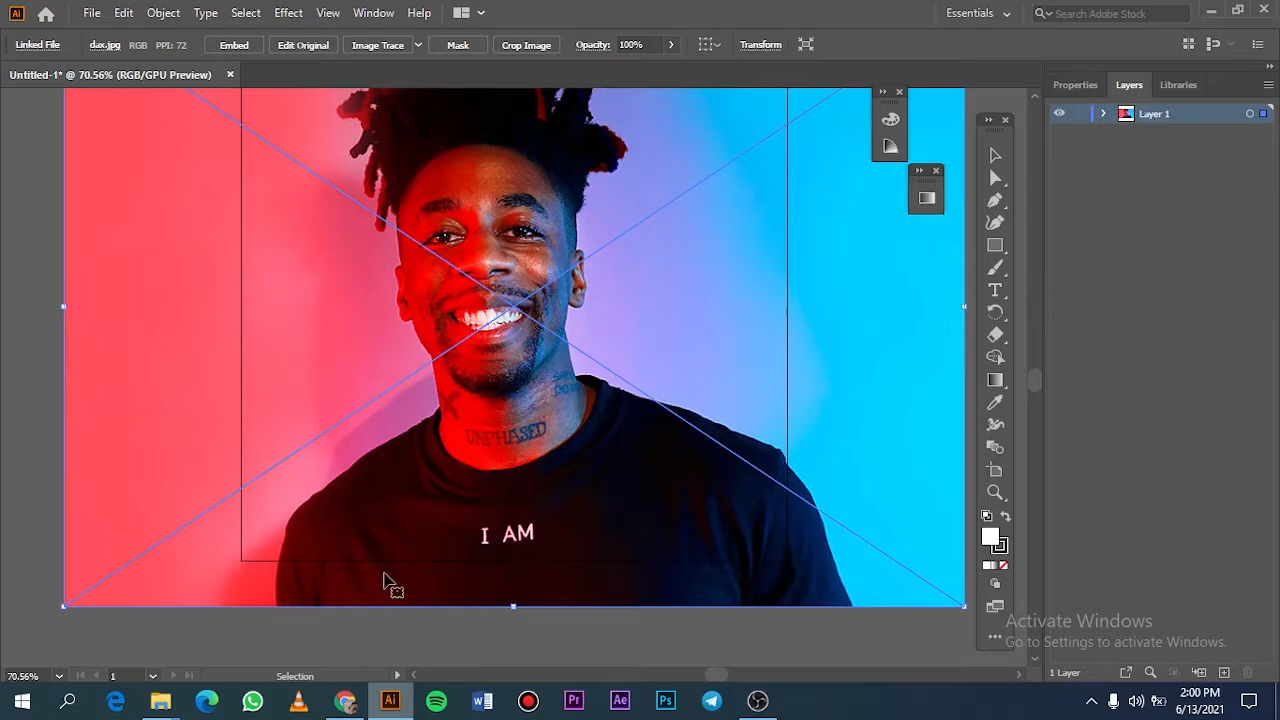 File Edit Object Type Select Effect View Window Help
Essentials
Search Adobe Stock
Linked File dax.jpg RGB PPI: 72 Embed Edit Original Image Trace Mask Crop Image Opacity: 100% Transform
Untitled-1* @ 70.56% (RGB/GPU Preview)
Properties Layers Libraries
Layer 1
UNPHASED
I AM
Activate Windows
Go to Settings to activate Windows.
70.56% 1 Selection
1 Layer
2:00 PM
6/13/2021